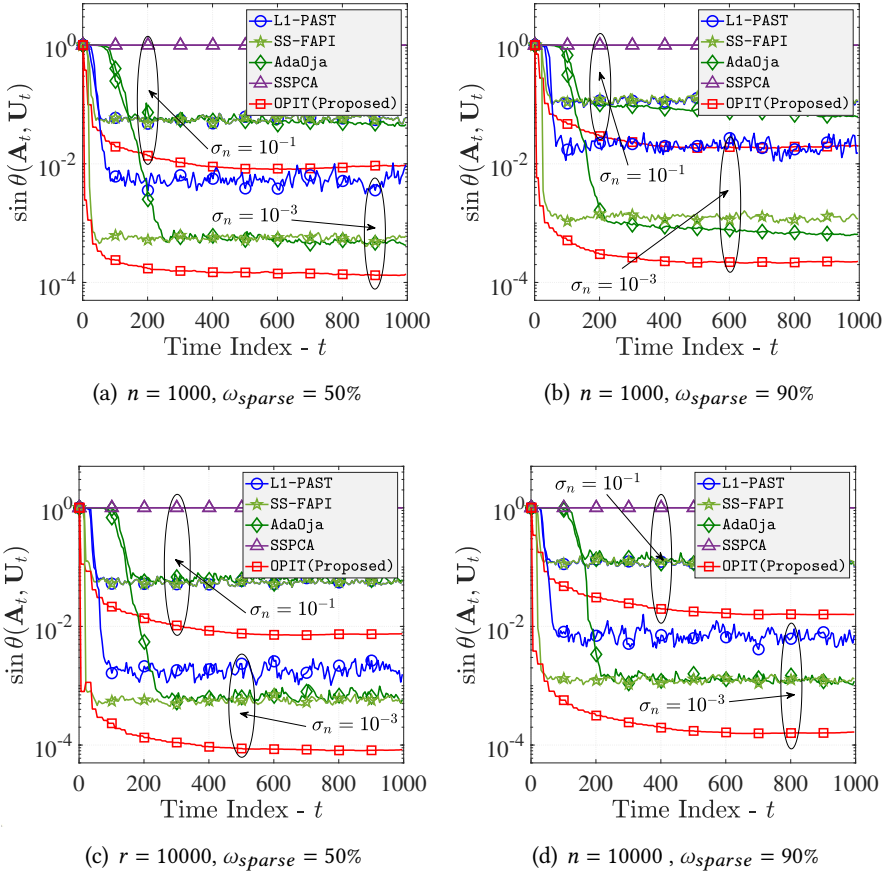 L1-PAST
SS-FAPI
AdaOja
SSPCA
OPIT(Proposed)
10^0
10^-2
10^-4
sin θ(A_t, U_t)
σ_n = 10^-1
σ_n = 10^-3
0 200 400 600 800 1000
Time Index - t
(a) n = 1000, ω_sparse = 50%
L1-PAST
SS-FAPI
AdaOja
SSPCA
OPIT(Proposed)
10^0
10^-2
10^-4
sin θ(A_t, U_t)
σ_n = 10^-1
σ_n = 10^-3
0 200 400 600 800 1000
Time Index - t
(b) n = 1000, ω_sparse = 90%
L1-PAST
SS-FAPI
AdaOja
SSPCA
OPIT(Proposed)
10^0
10^-2
10^-4
sin θ(A_t, U_t)
σ_n = 10^-1
σ_n = 10^-3
0 200 400 600 800 1000
Time Index - t
(c) r = 10000, ω_sparse = 50%
σ_n = 10^-1
L1-PAST
SS-FAPI
AdaOja
SSPCA
OPIT(Proposed)
10^0
10^-2
10^-4
sin θ(A_t, U_t)
σ_n = 10^-3
0 200 400 600 800 1000
Time Index - t
(d) n = 10000 , ω_sparse = 90%